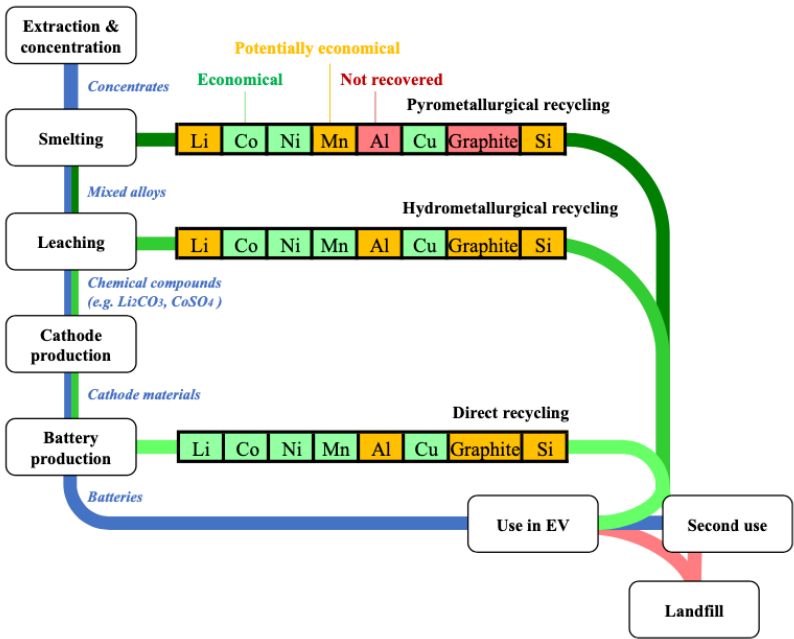 Extraction &
concentration
Potentially economical
Concentrates
Economical
Not recovered
Pyrometallurgical recycling
Smelting
Li Co Ni Mn Al Cu Graphite Si
Mixed alloys
Hydrometallurgical recycling
Leaching
Li Co Ni Mn Al Cu Graphite Si
Chemical compounds
(e.g. Li2CO3, CoSO4 )
Cathode
production
Cathode materials
Direct recycling
Battery
production
Li Co Ni Mn Al Cu Graphite Si
Batteries
Use in EV
Second use
Landfill